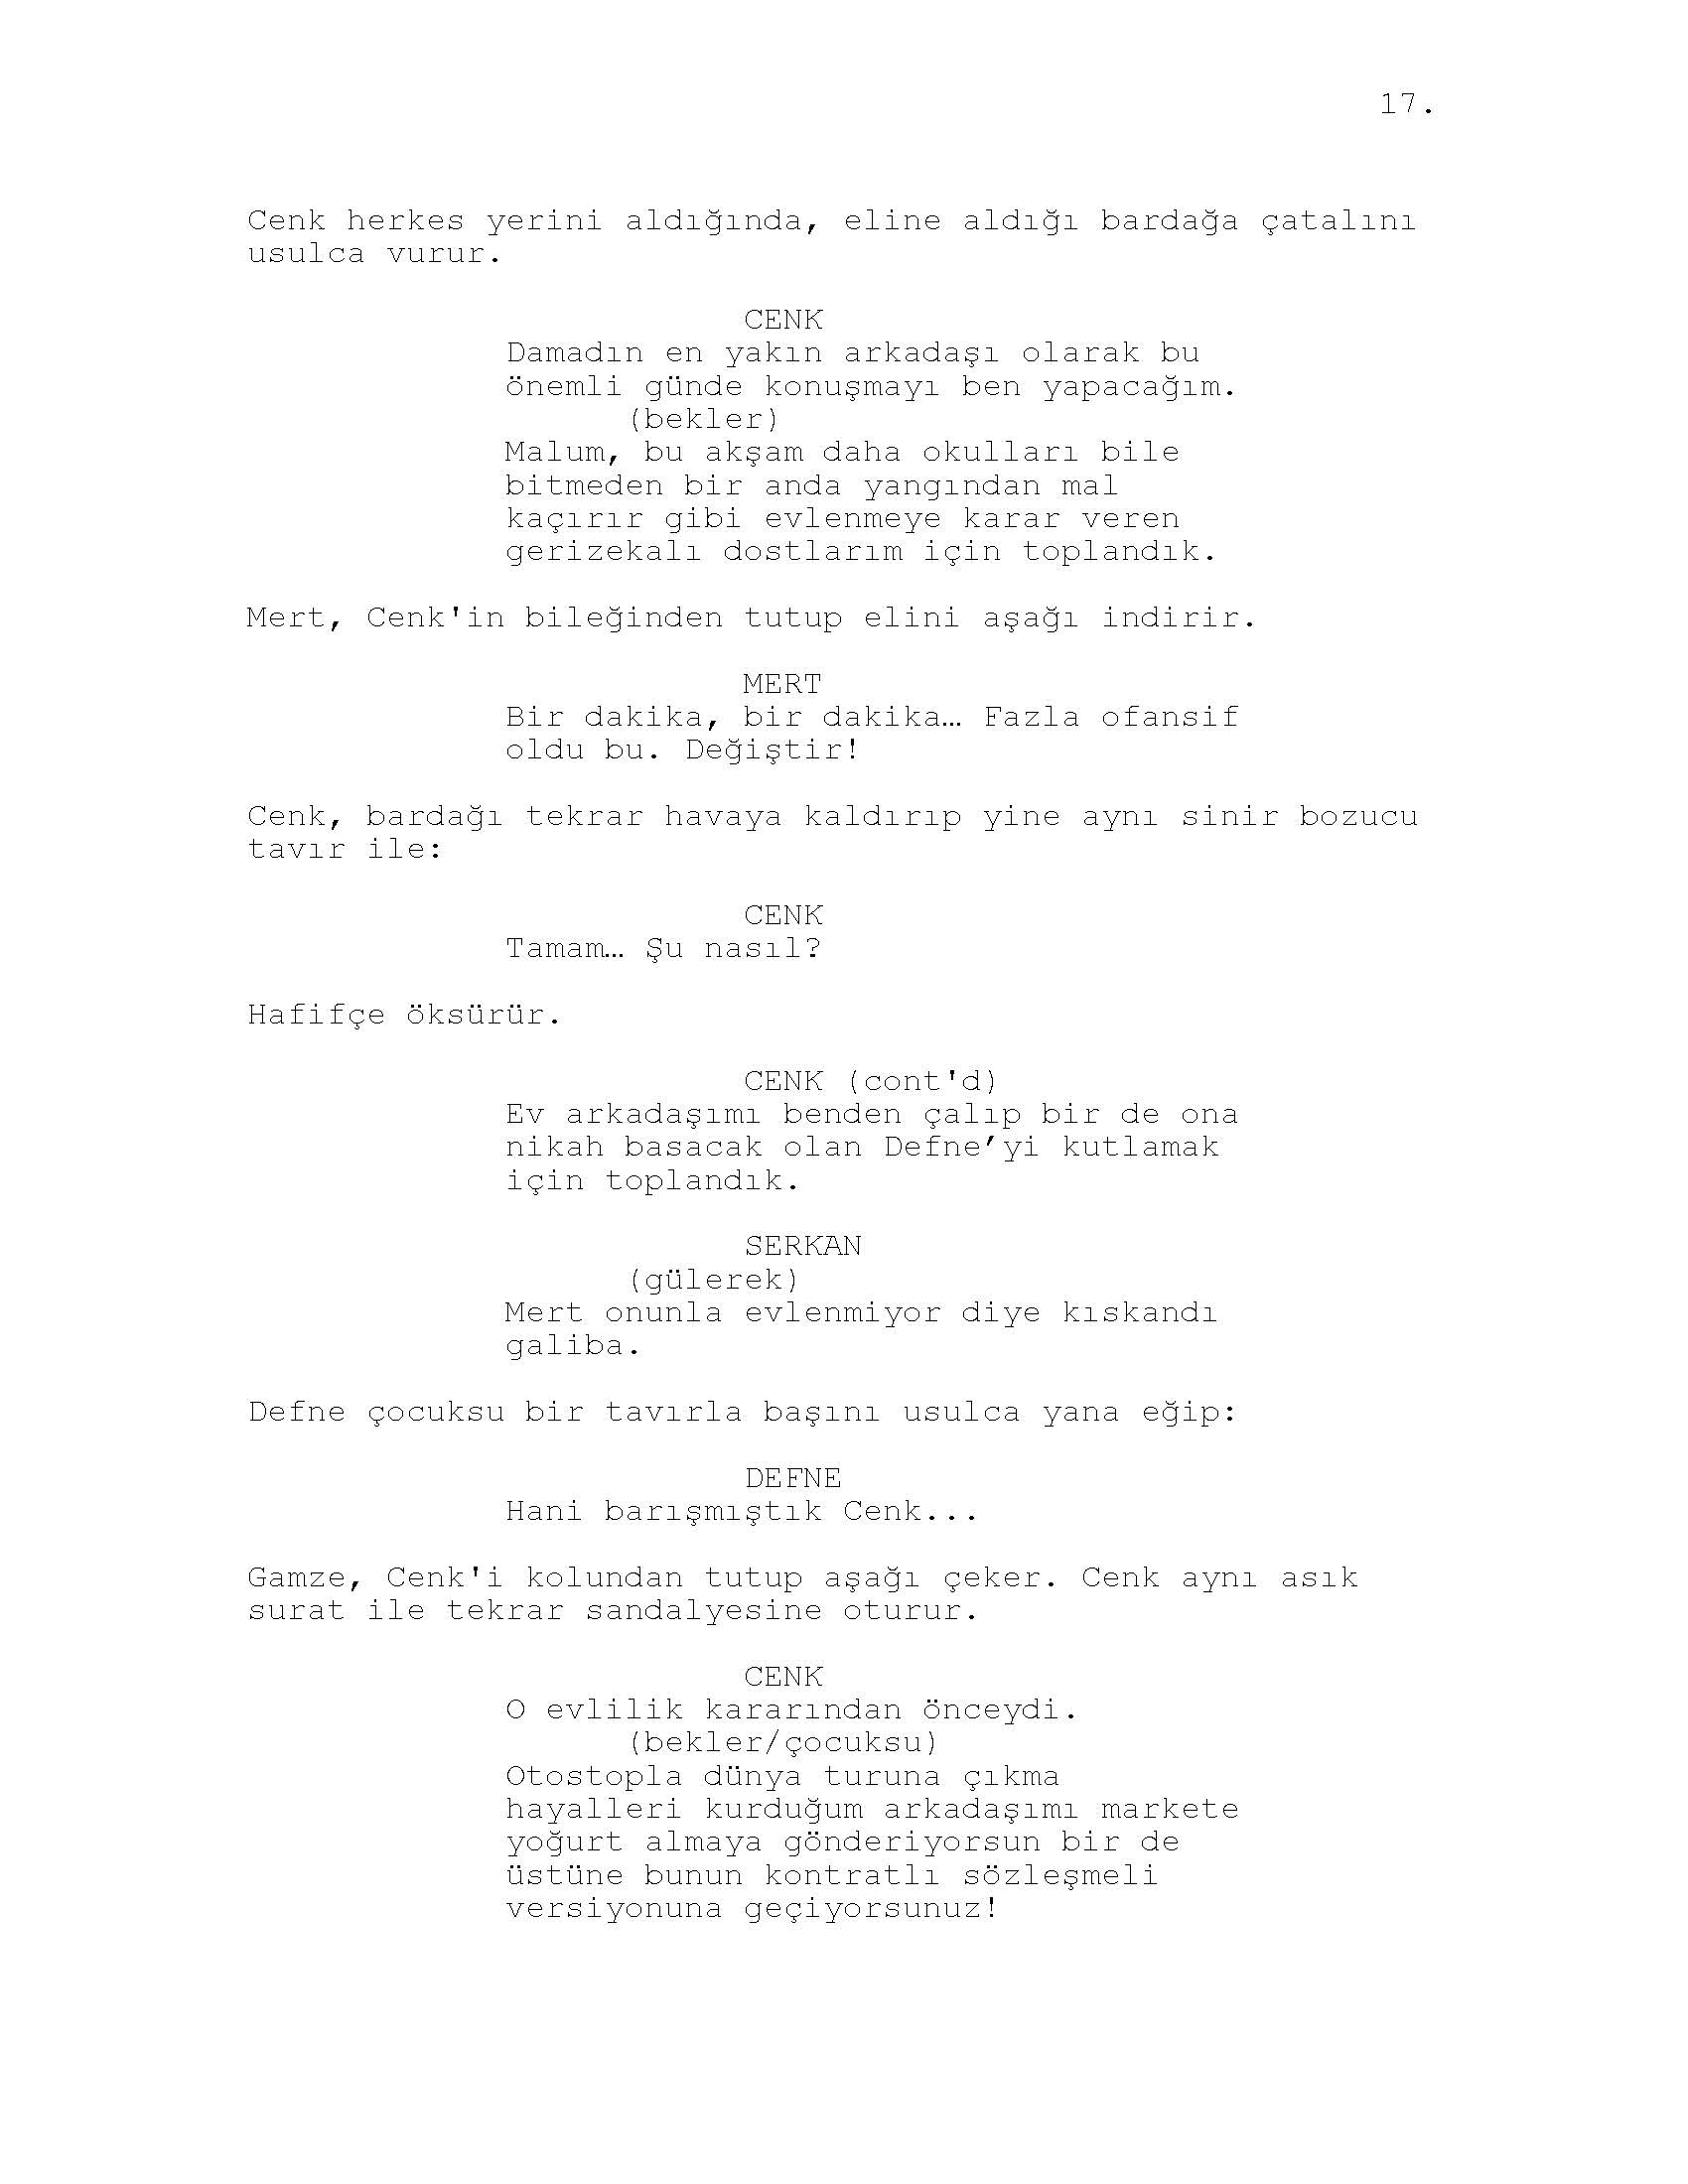 17.
Cenk herkes yerini aldığında, eline aldığı bardağa çatalını
usulca vurur.
CENK
Damadın en yakın arkadaşı olarak bu
önemli günde konuşmayı ben yapacağım.
(bekler)
Malum, bu akşam daha okulları bile
bitmeden bir anda yangından mal
kaçırır gibi evlenmeye karar veren
gerizekalı dostlarım için toplandık.
Mert, Cenk'in bileğinden tutup elini aşağı indirir.
MERT
Bir dakika, bir dakika… Fazla ofansif
oldu bu. Değiştir!
Cenk, bardağı tekrar havaya kaldırıp yine aynı sinir bozucu
tavır ile:
CENK
Tamam… Şu nasıl?
Hafifçe öksürür.
CENK (cont'd)
Ev arkadaşımı benden çalıp bir de ona
nikah basacak olan Defne’yi kutlamak
için toplandık.
SERKAN
(gülerek)
Mert onunla evlenmiyor diye kıskandı
galiba.
Defne çocuksu bir tavırla başını usulca yana eğip:
DEFNE
Hani barışmıştık Cenk...
Gamze, Cenk'i kolundan tutup aşağı çeker. Cenk aynı asık
surat ile tekrar sandalyesine oturur.
CENK
O evlilik kararından önceydi.
(bekler/çocuksu)
Otostopla dünya turuna çıkma
hayalleri kurduğum arkadaşımı markete
yoğurt almaya gönderiyorsun bir de
üstüne bunun kontratlı sözleşmeli
versiyonuna geçiyorsunuz!